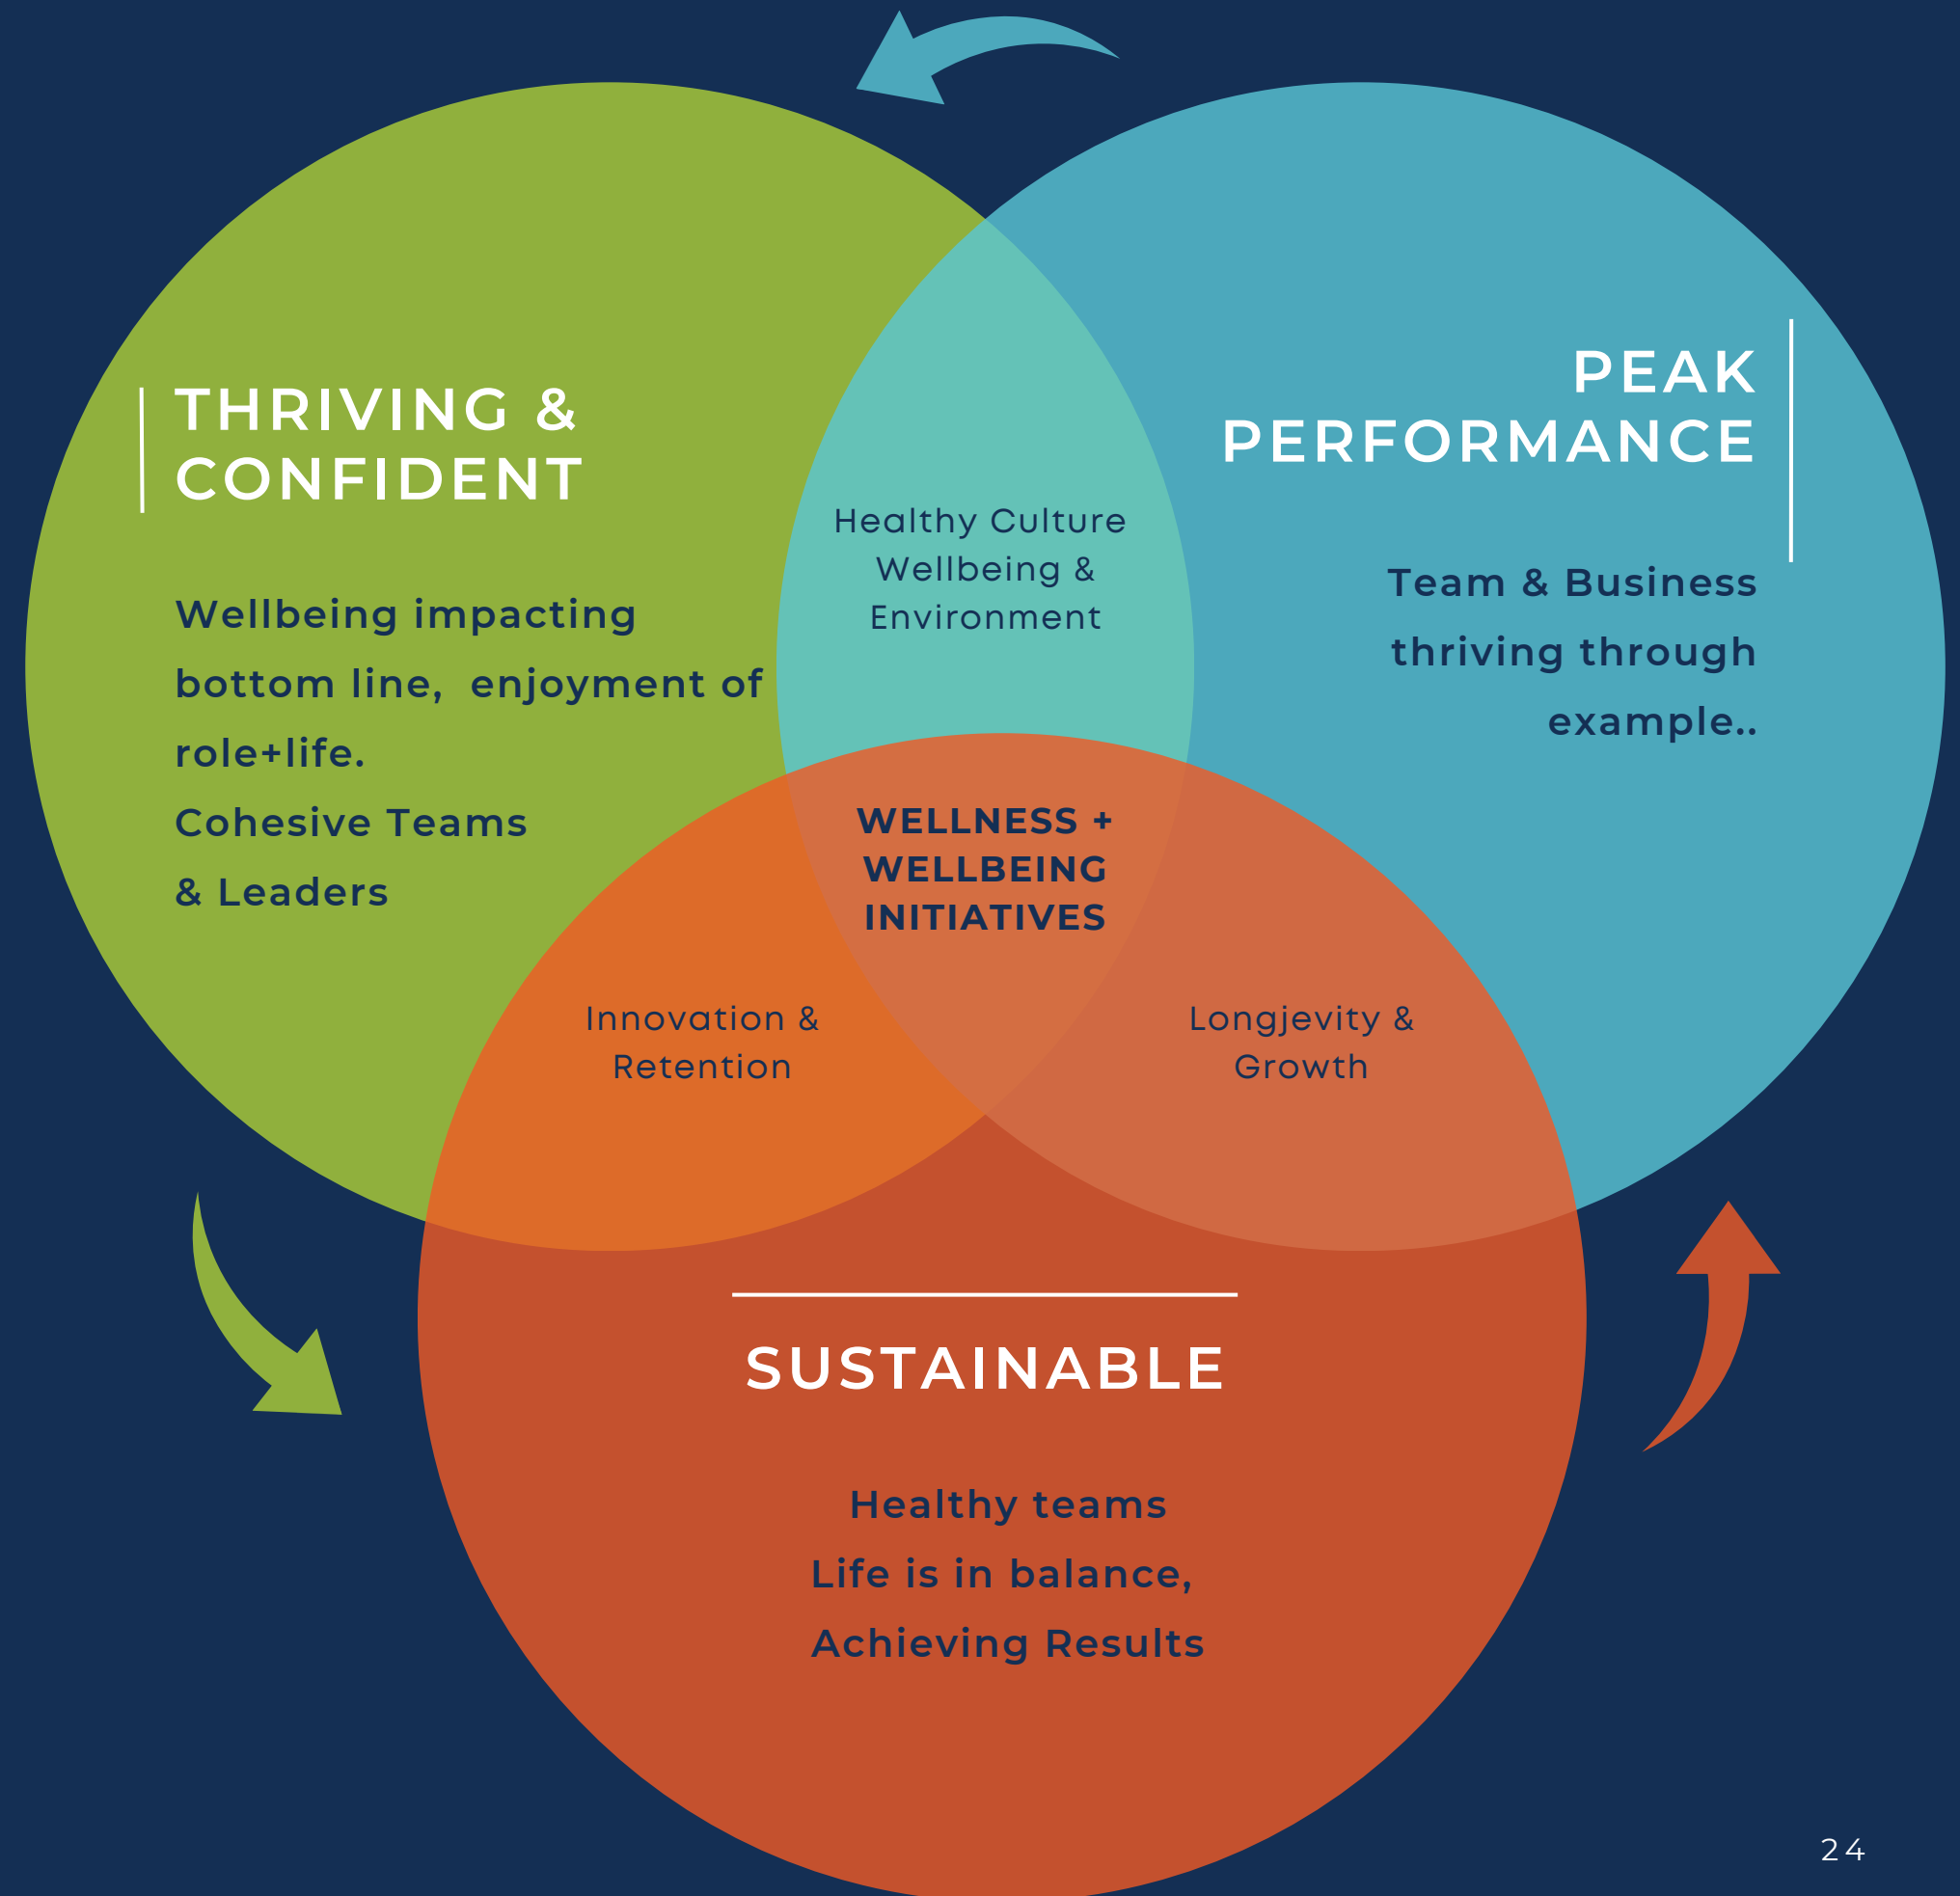 THRIVING &
CONFIDENT
Wellbeing impacting
bottom line,  enjoyment of
role+life.
Cohesive Teams
& Leaders
Healthy Culture
Wellbeing &
Environment
PEAK
PERFORMANCE
Team & Business
thriving through
example..
WELLNESS +
WELLBEING
INITIATIVES
Innovation &
Retention
Longjevity &
Growth
SUSTAINABLE
Healthy teams
Life is in balance,
Achieving Results
24